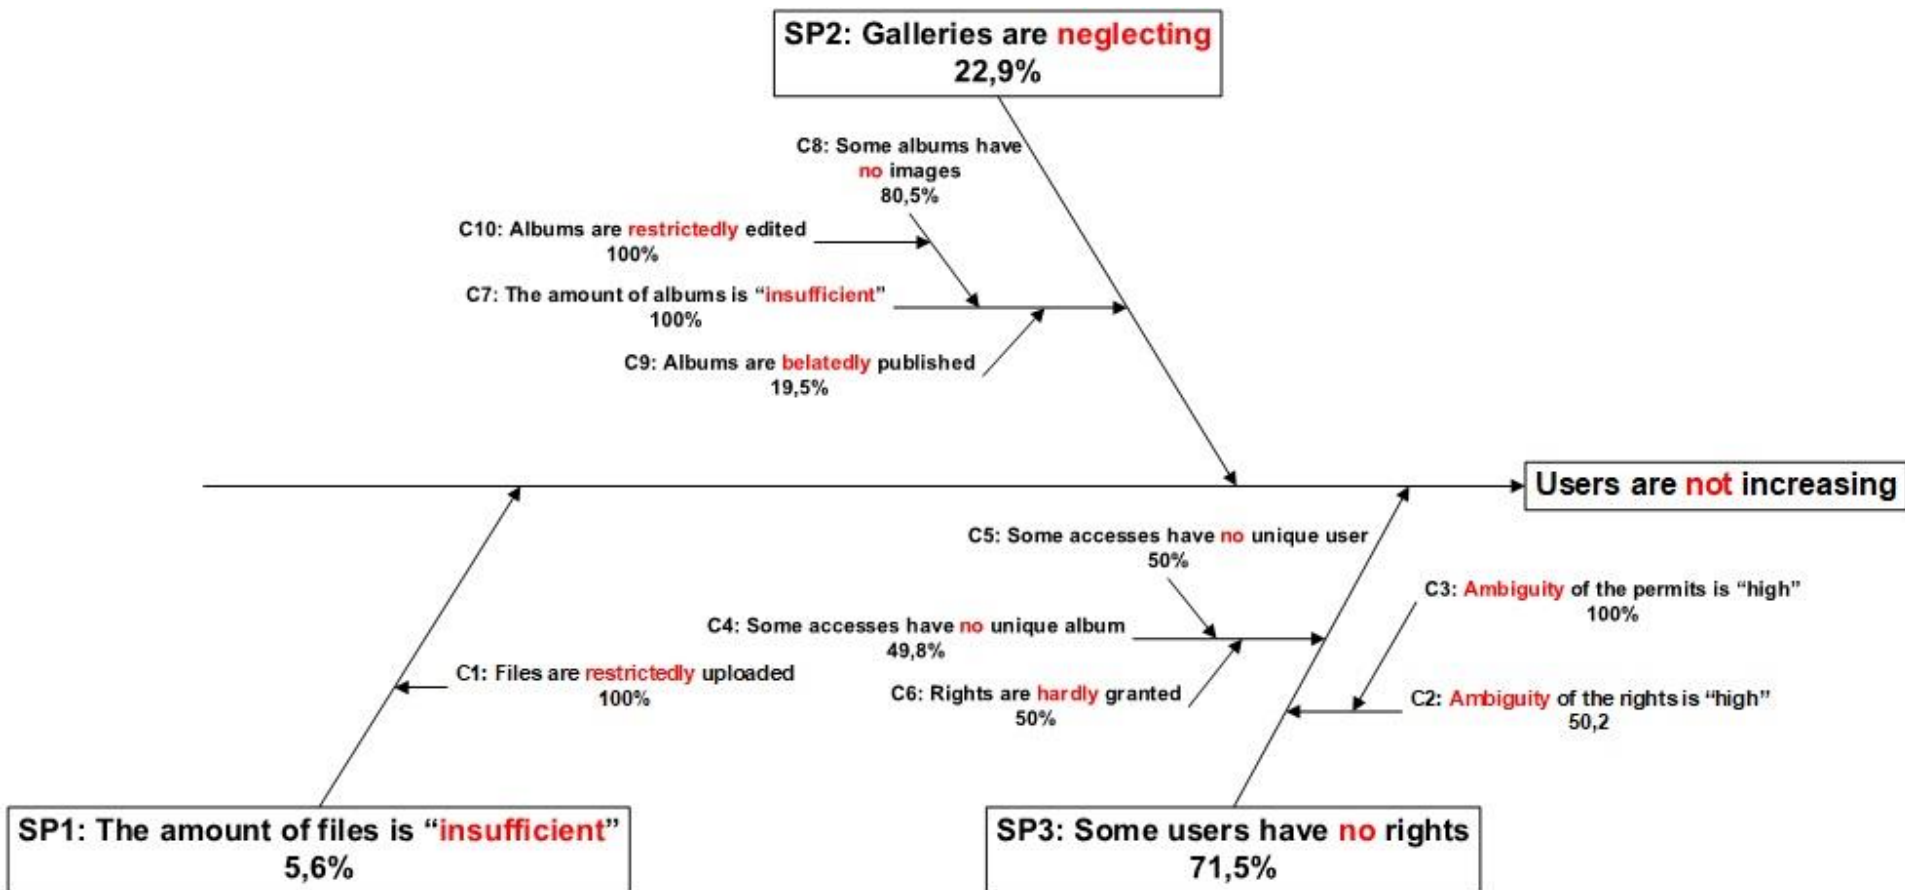 SP2: Galleries are neglecting
22,9%
C8: Some albums have
no images
80,5%
C10: Albums are restrictedly edited
100%
C7: The amount of albums is “insufficient”
100%
C9: Albums are belatedly published
19,5%
Users are not increasing
C5: Some accesses have no unique user
50%
C3: Ambiguity of the permits is “high”
100%
C4: Some accesses have no unique album
49,8%
C1: Files are restrictedly uploaded
100%
C6: Rights are hardly granted
50%
C2: Ambiguity of the rights is “high”
50,2
SP1: The amount of files is “insufficient”
5,6%
SP3: Some users have no rights
71,5%